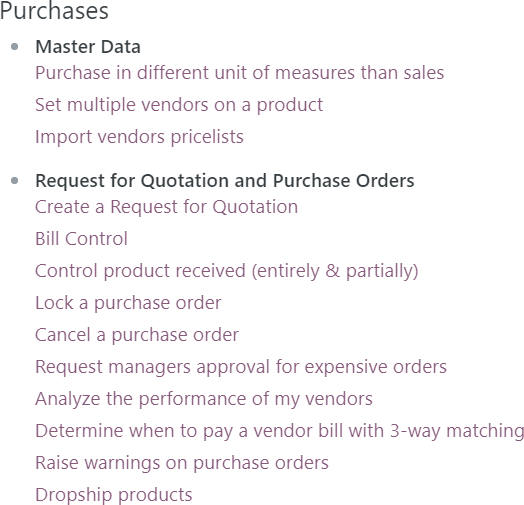 Purchases
Master Data
Purchase in different unit of measures than sales
Set multiple vendors on a product
Import vendors pricelists
Request for Quotation and Purchase Orders
Create a Request for Quotation
Bill Control
Control product received (entirely & partially)
Lock a purchase order
Cancel a purchase order
Request managers approval for expensive orders
Analyze the performance of my vendors
Determine when to pay a vendor bill with 3-way matching
Raise warnings on purchase orders
Dropship products